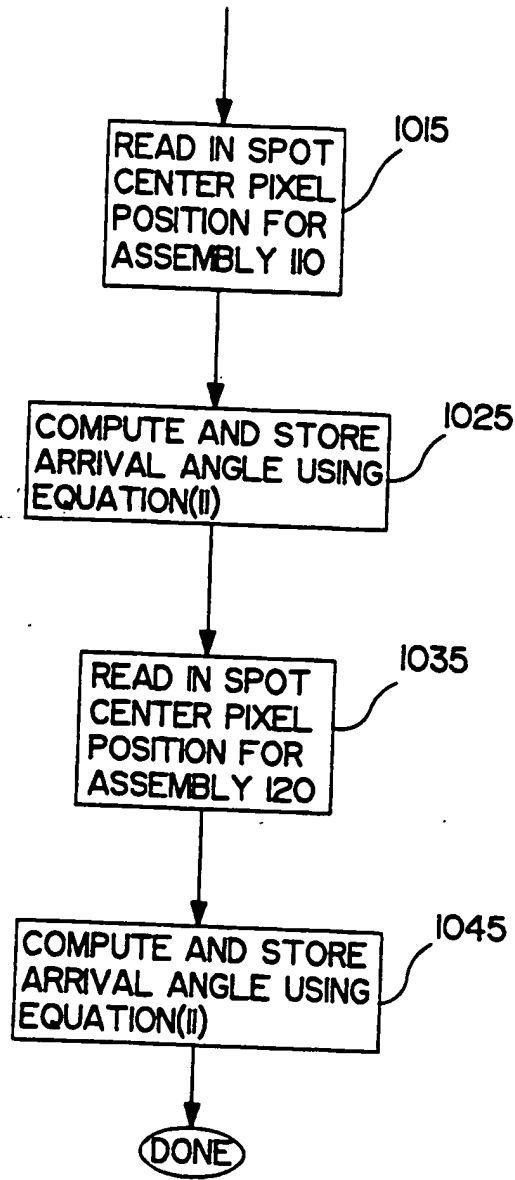 READ IN SPOT
CENTER PIXEL
POSITION FOR
ASSEMBLY 110
1015
COMPUTE AND STORE
ARRIVAL ANGLE USING
EQUATION(11)
1025
READ IN SPOT
CENTER PIXEL
POSITION FOR
ASSEMBLY 120
1035
COMPUTE AND STORE
ARRIVAL ANGLE USING
EQUATION(11)
1045
DONE